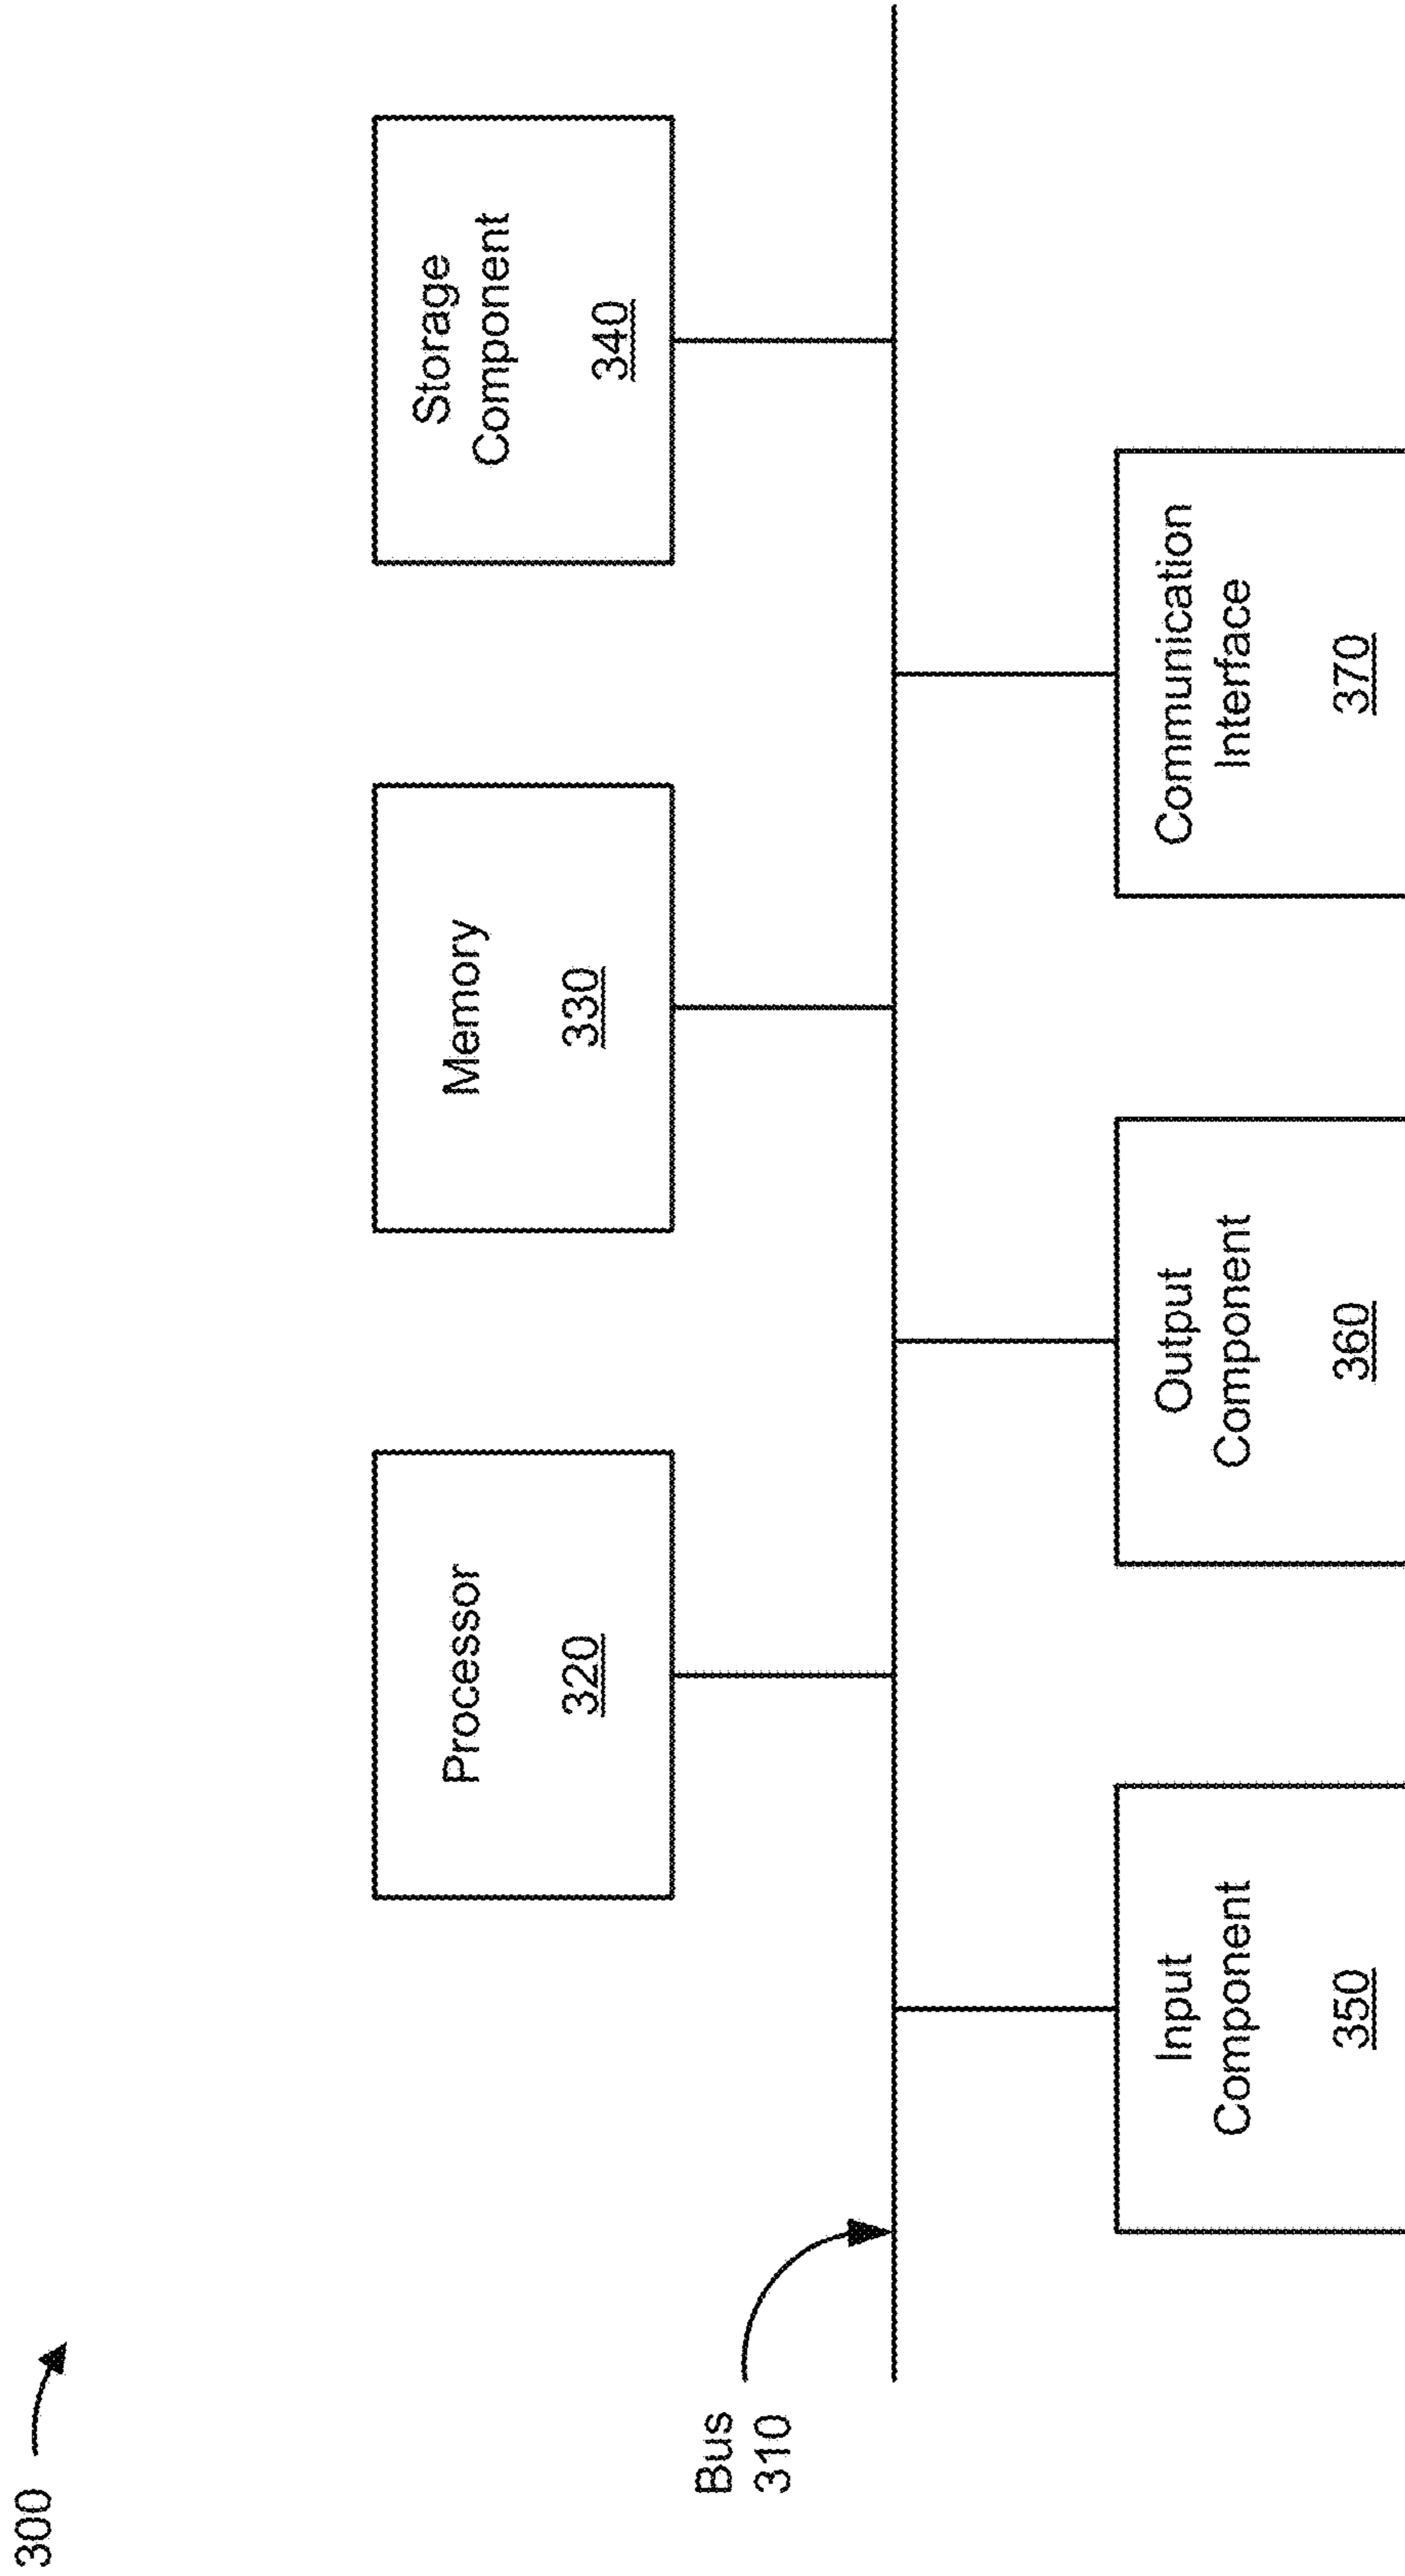 300
Processor
320
Memory
330
Storage
Component
340
Bus
310
Input
Component
350
Output
Component
360
Communication
Interface
370